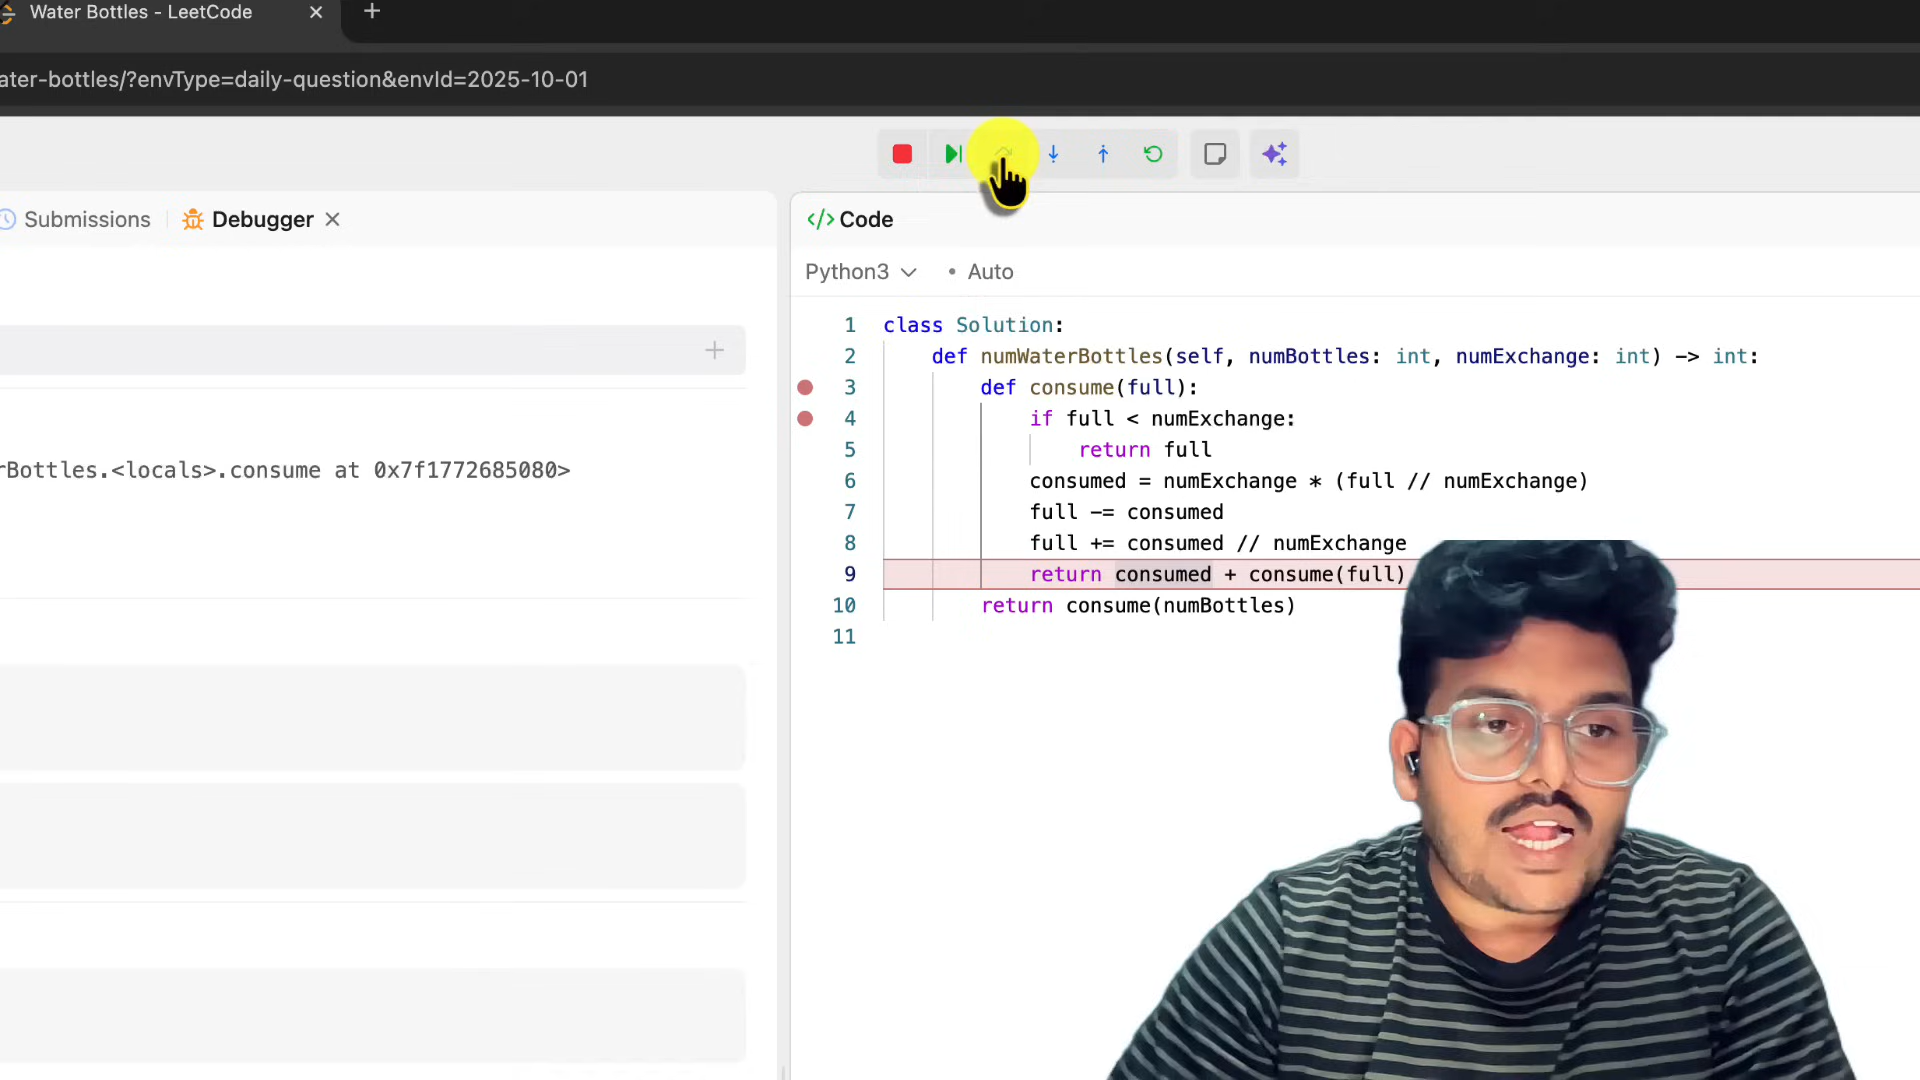 Water Bottles - LeetCode
ater-bottles/?envType=daily-question&envId=2025-10-01
Submissions
Debugger
</> Code
Python3
• Auto
1 class Solution:
2 def numWaterBottles(self, numBottles: int, numExchange: int) -> int:
3 def consume(full):
4 if full < numExchange:
5 return full
6 consumed = numExchange * (full // numExchange)
7 full -= consumed
8 full += consumed // numExchange
9 return consumed + consume(full)
10 return consume(numBottles)
11
rBottles.<locals>.consume at 0x7f1772685080>